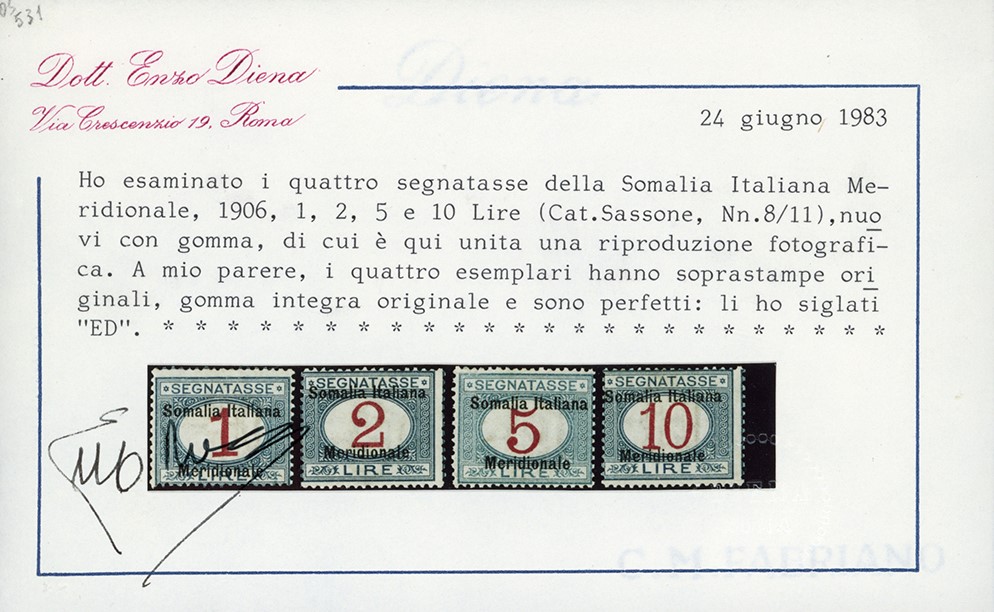 531
Dott. Enzo Diena
Via Crescenzio 19, Roma
Diena
24 giugno 1983
Ho esaminato i quattro segnatasse della Somalia Italiana Me-
ridionale, 1906, 1, 2, 5 e 10 Lire (Cat.Sassone, Nn.8/11),nuo
vi con gomma, di cui è qui unita una riproduzione fotografi-
ca. A mio parere, i quattro esemplari hanno soprastampe ori
ginali, gomma integra originale e sono perfetti: li ho siglati
"ED". * * * * * * * * * * * * * * * * * * * * * * *
SEGNATASSE SEGNATASSE SEGNATASSE SEGNATASSE
Somalia Italiana Somalia Italiana Somalia Italiana Somalia Italiana
1 2 5 10
Meridionale Meridionale Meridionale Meridionale
LIRE LIRE LIRE LIRE
C.M.FABRIANO